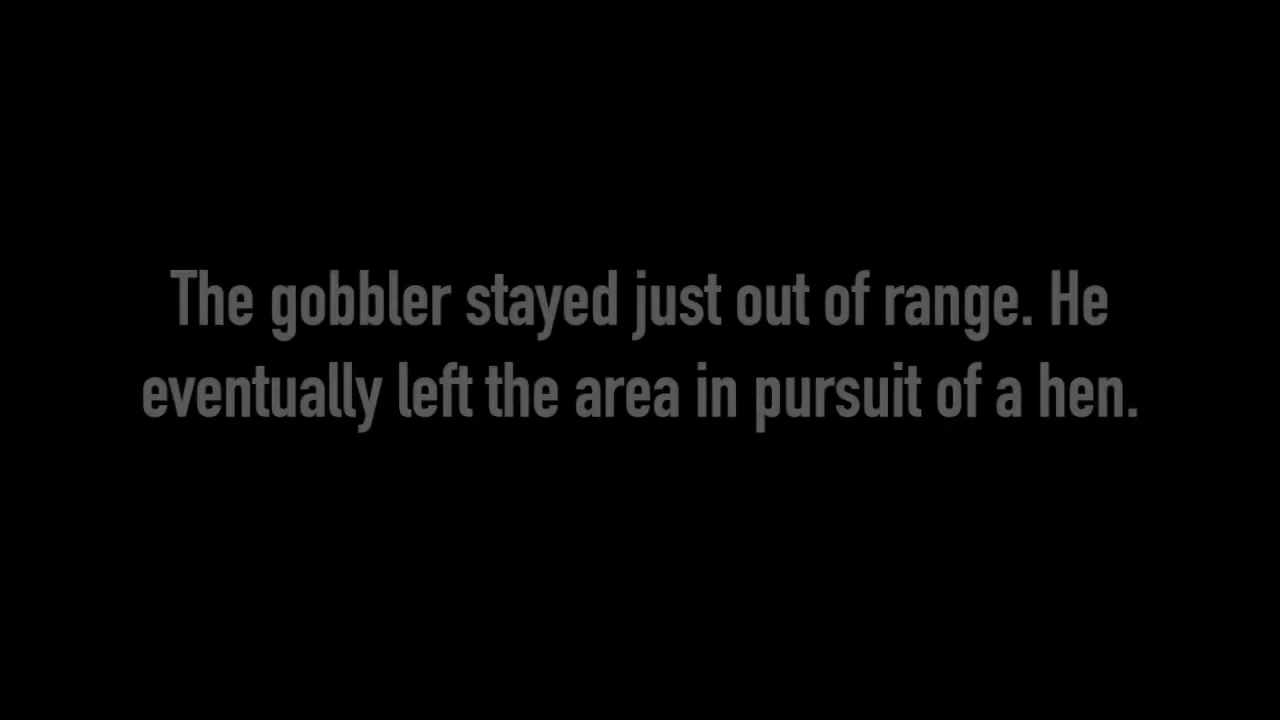 The gobbler stayed just out of range. He
eventually left the area in pursuit of a hen.